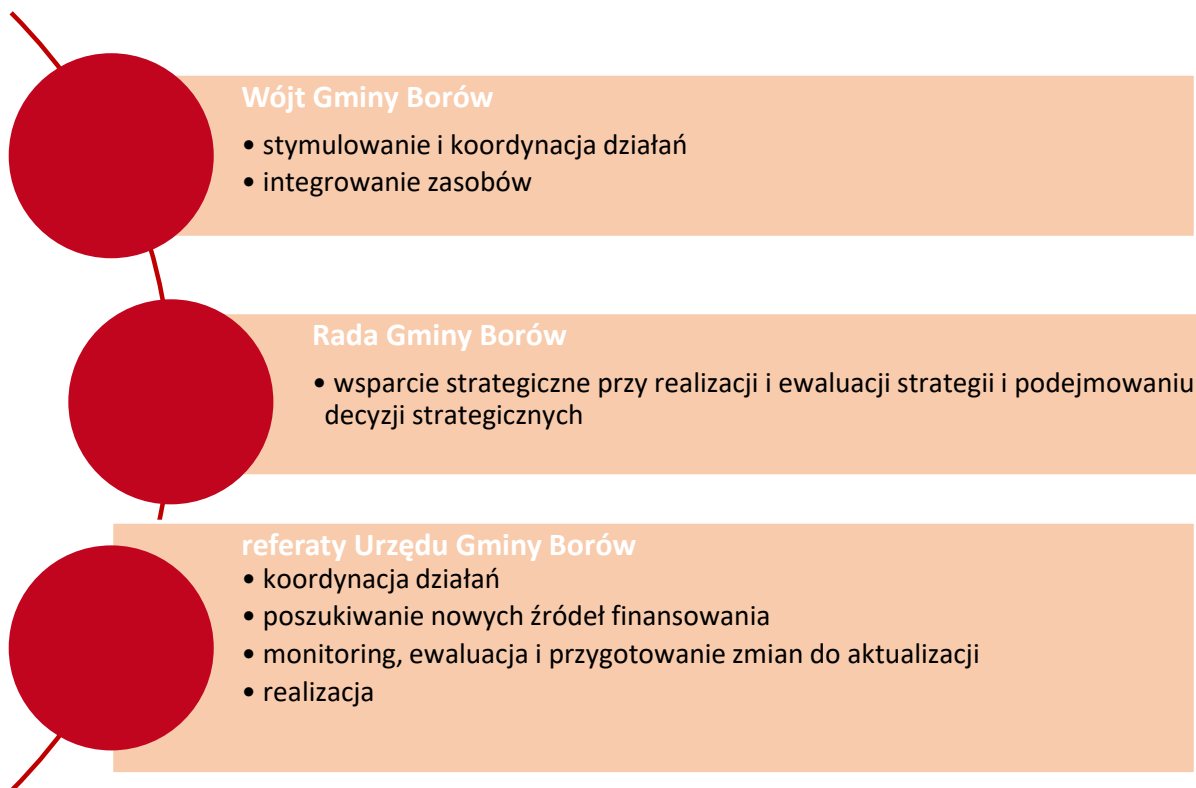 Wójt Gminy Borów
• stymulowanie i koordynacja działań
• integrowanie zasobów
Rada Gminy Borów
• wsparcie strategiczne przy realizacji i ewaluacji strategii i podejmowaniu
decyzji strategicznych
referaty Urzędu Gminy Borów
• koordynacja działań
• poszukiwanie nowych źródeł finansowania
• monitoring, ewaluacja i przygotowanie zmian do aktualizacji
• realizacja